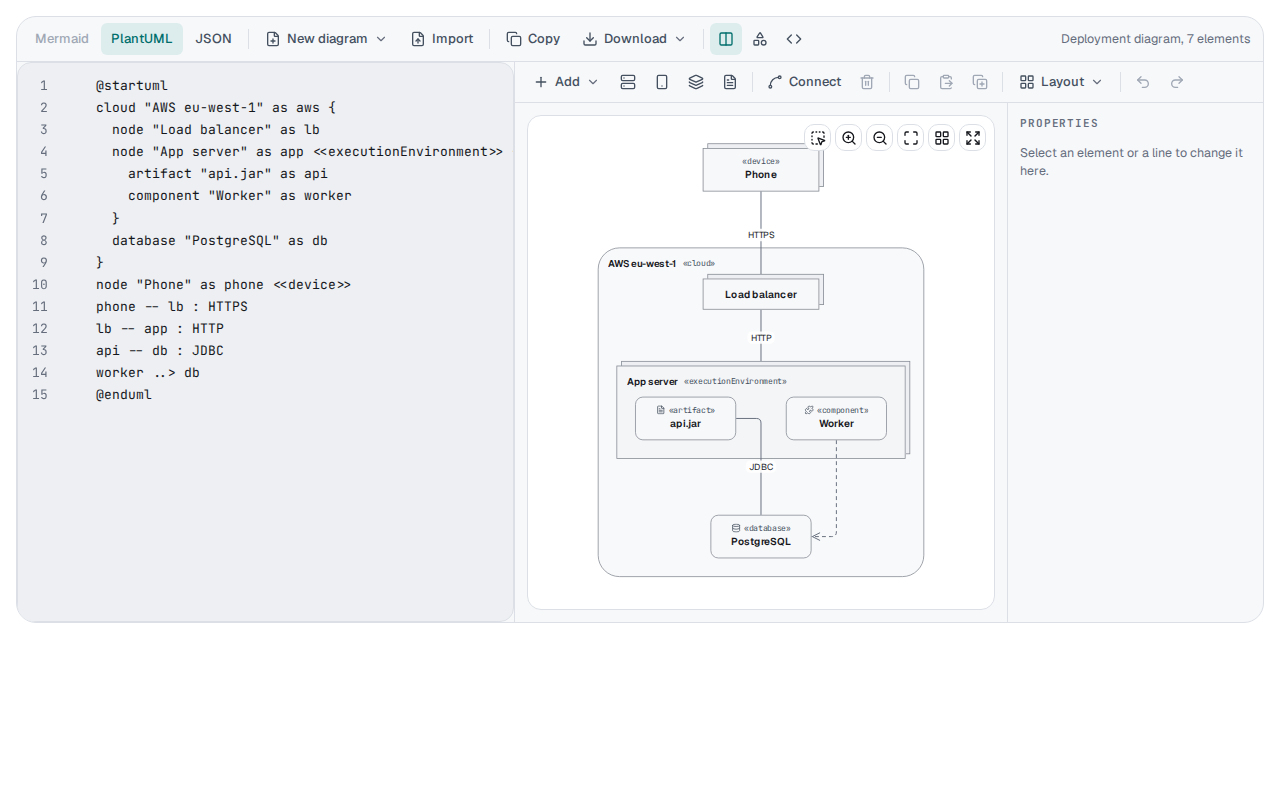 Mermaid PlantUML JSON New diagram Import Copy Download Deployment diagram, 7 elements
Add Connect Layout
1 @startuml
2 cloud "AWS eu-west-1" as aws {
3 node "Load balancer" as lb
4 node "App server" as app <<executionEnvironment>>
5 artifact "api.jar" as api
6 component "Worker" as worker
7 }
8 database "PostgreSQL" as db
9 }
10 node "Phone" as phone <<device>>
11 phone -- lb : HTTPS
12 lb -- app : HTTP
13 api -- db : JDBC
14 worker ..> db
15 @enduml
«device»
Phone
HTTPS
AWS eu-west-1 «cloud»
Load balancer
HTTP
App server «executionEnvironment»
«artifact»
api.jar
«component»
Worker
JDBC
«database»
PostgreSQL
PROPERTIES
Select an element or a line to change it
here.